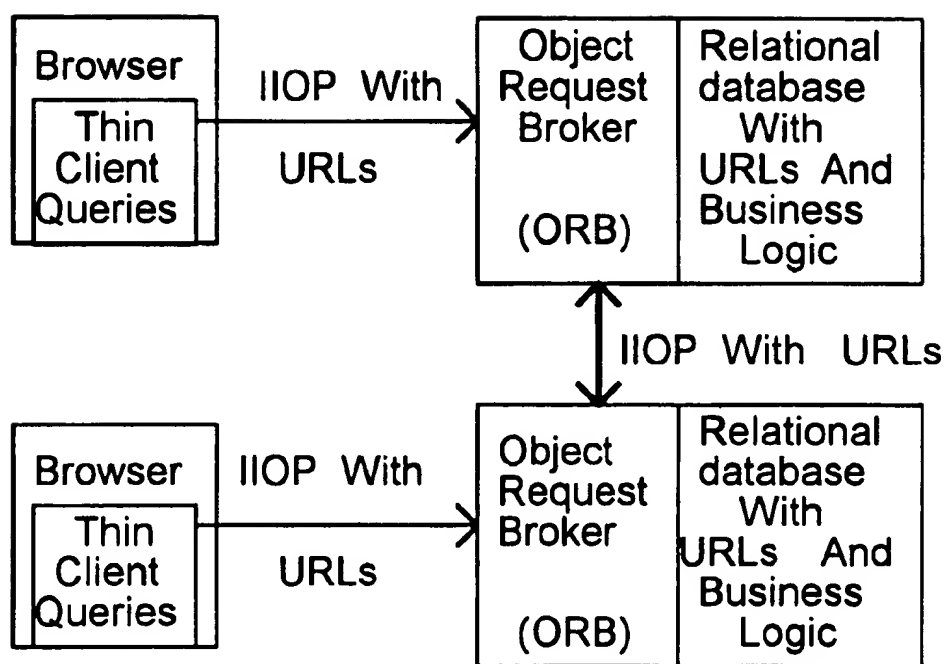 Browser
Thin
Client
Queries
IIOP With
URLs
Object
Request
Broker
(ORB)
Relational
database
With
URLs And
Business
Logic
IIOP With URLs
Browser
Thin
Client
Queries
IIOP With
URLs
Object
Request
Broker
(ORB)
Relational
database
With
URLs And
Business
Logic